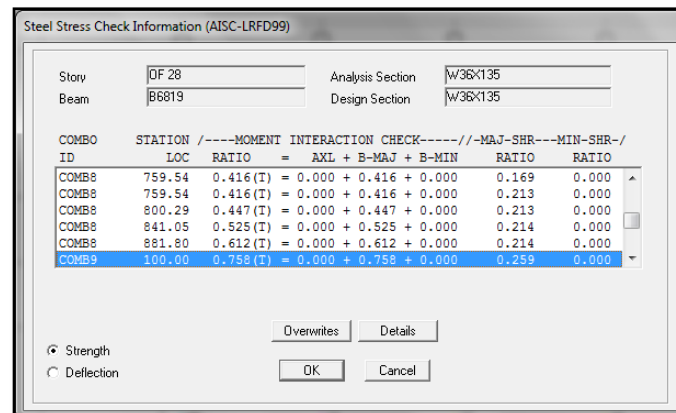 Steel Stress Check Information (AISC-LRFD99)
Story OF 28 Analysis Section W36X135
Beam B6819 Design Section W36X135
COMBO STATION /----MOMENT INTERACTION CHECK-----//-MAJ-SHR---MIN-SHR-/
ID LOC RATIO = AXL + B-MAJ + B-MIN RATIO RATIO
COMB8 759.54 0.416(T) = 0.000 + 0.416 + 0.000 0.169 0.000
COMB8 759.54 0.416(T) = 0.000 + 0.416 + 0.000 0.213 0.000
COMB8 800.29 0.447(T) = 0.000 + 0.447 + 0.000 0.213 0.000
COMB8 841.05 0.525(T) = 0.000 + 0.525 + 0.000 0.214 0.000
COMB8 881.80 0.612(T) = 0.000 + 0.612 + 0.000 0.214 0.000
COMB9 100.00 0.758(T) = 0.000 + 0.758 + 0.000 0.259 0.000
Overwrites Details
Strength
Deflection OK Cancel